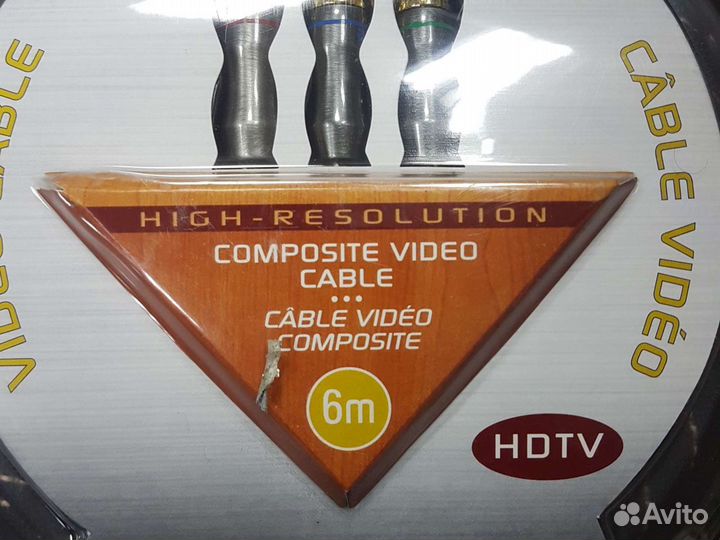 VIDEO CABLE
CÂBLE VIDÉO
HIGH-RESOLUTION
COMPOSITE VIDEO
CABLE
•••
CÂBLE VIDÉO
COMPOSITE
6m
HDTV
Avito